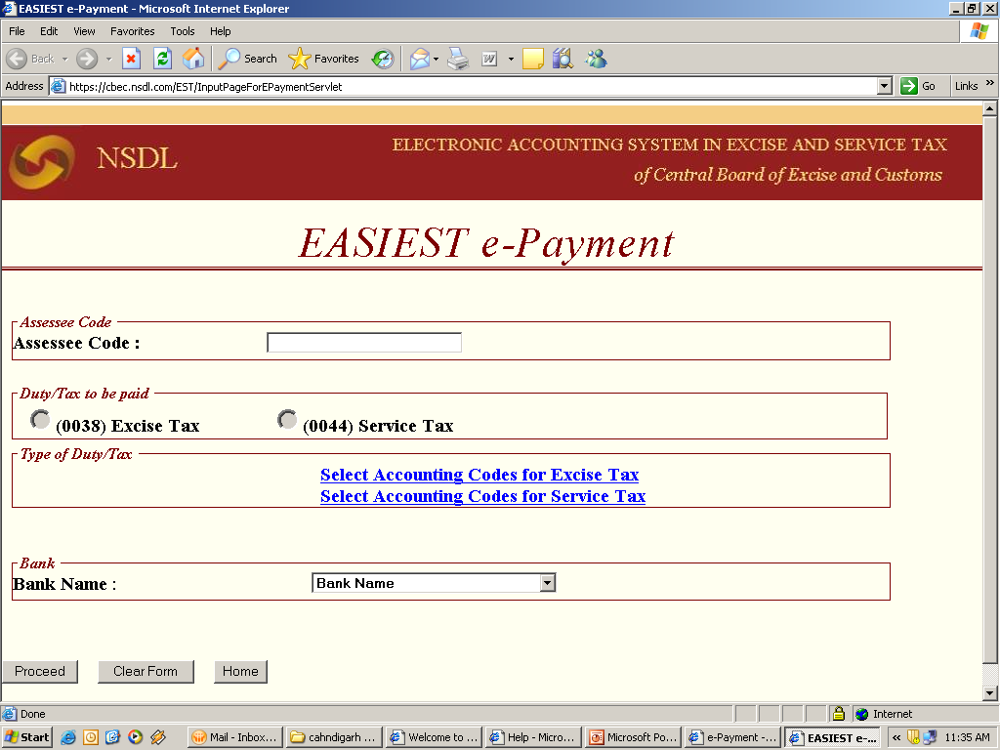 EASIEST e-Payment - Microsoft Internet Explorer
File Edit View Favorites Tools Help
Back Search Favorites
Address https://cbec.nsdl.com/EST/InputPageForEPaymentServlet Go Links »
NSDL
ELECTRONIC ACCOUNTING SYSTEM IN EXCISE AND SERVICE TAX
of Central Board of Excise and Customs
EASIEST e-Payment
Assessee Code
Assessee Code :
Duty/Tax to be paid
(0038) Excise Tax (0044) Service Tax
Type of Duty/Tax
Select Accounting Codes for Excise Tax
Select Accounting Codes for Service Tax
Bank
Bank Name : Bank Name
Proceed Clear Form Home
Done Internet
Start Mail - Inbox... cahndigarh ... Welcome to ... Help - Micro... Microsoft Po... e-Payment -... EASIEST e-... « 11:35 AM